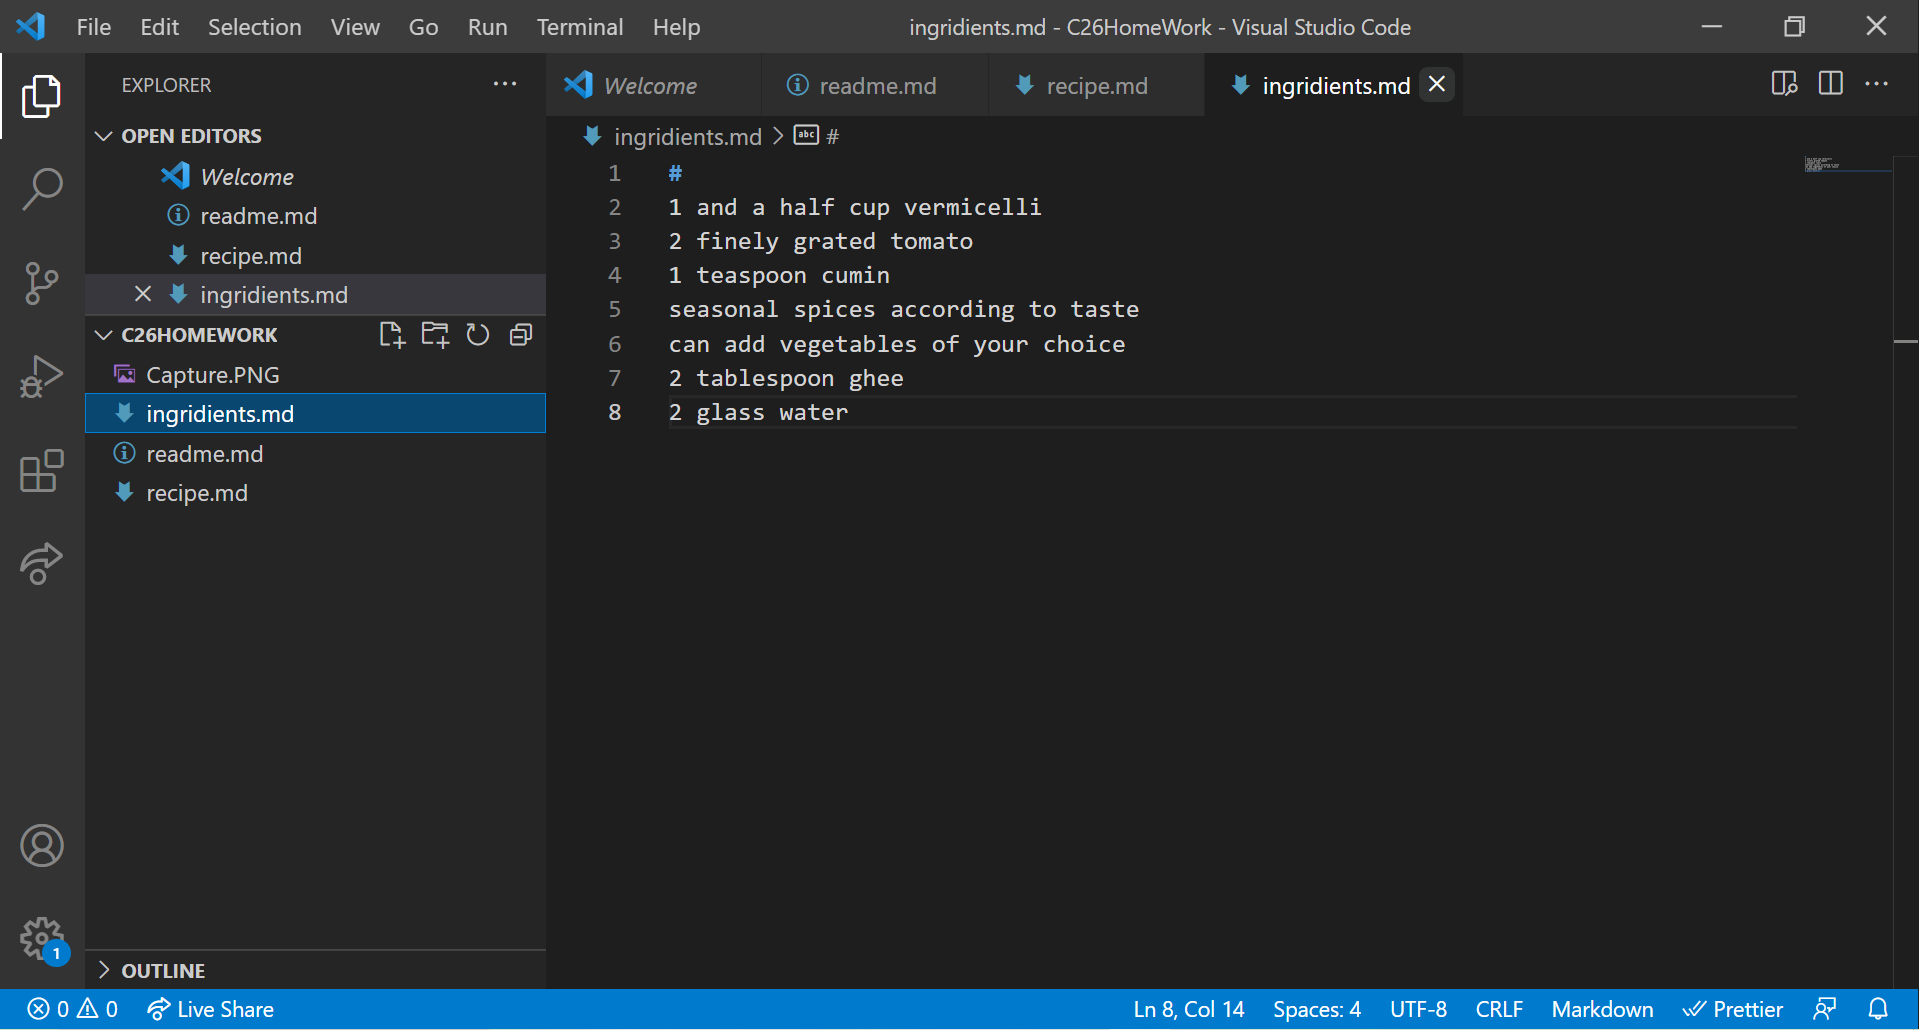 File Edit Selection View Go Run Terminal Help ingridients.md - C26HomeWork - Visual Studio Code
EXPLORER
OPEN EDITORS
Welcome
readme.md
recipe.md
ingridients.md
C26HOMEWORK
Capture.PNG
ingridients.md
readme.md
recipe.md
OUTLINE
1
Welcome readme.md recipe.md ingridients.md
ingridients.md > abc #
1 #
2 1 and a half cup vermicelli
3 2 finely grated tomato
4 1 teaspoon cumin
5 seasonal spices according to taste
6 can add vegetables of your choice
7 2 tablespoon ghee
8 2 glass water
0 0 Live Share Ln 8, Col 14 Spaces: 4 UTF-8 CRLF Markdown Prettier